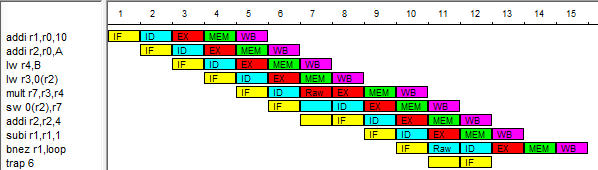 1 2 3 4 5 6 7 8 9 10 11 12 13 14 15
addi r1,r0,10 IF ID EX MEM WB
addi r2,r0,A IF ID EX MEM WB
lw r4,B IF ID EX MEM WB
lw r3,0(r2) IF ID EX MEM WB
mult r7,r3,r4 IF ID Raw EX MEM WB
sw 0(r2),r7 IF ID EX MEM WB
addi r2,r2,4 IF ID EX MEM WB
subi r1,r1,1 IF ID EX MEM WB
bnez r1,loop IF Raw ID EX MEM WB
trap 6 IF